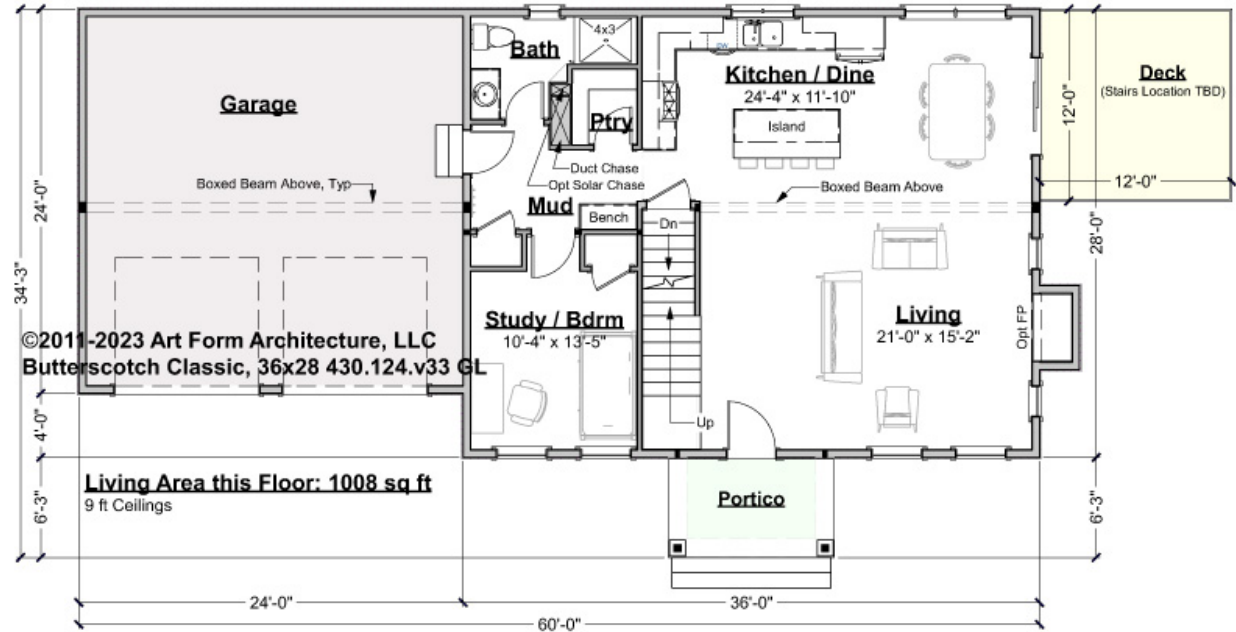 4x3
Bath
DW
Kitchen / Dine
24'-4" x 11'-10"
Deck
(Stairs Location TBD)
Garage
Ptry
Island
12'-0"
Duct Chase
Opt Solar Chase
Boxed Beam Above, Typ
Boxed Beam Above
12'-0"
24'-0"
Mud
Bench
Dn
28'-0"
34'-3"
Study / Bdrm
10'-4" x 13'-5"
Living
21'-0" x 15'-2"
Opt FP
©2011-2023 Art Form Architecture, LLC
Butterscotch Classic, 36x28 430.124.v33 GL
Up
4'-0"
Living Area this Floor: 1008 sq ft
9 ft Ceilings
Portico
6'-3"
6'-3"
24'-0"
36'-0"
60'-0"